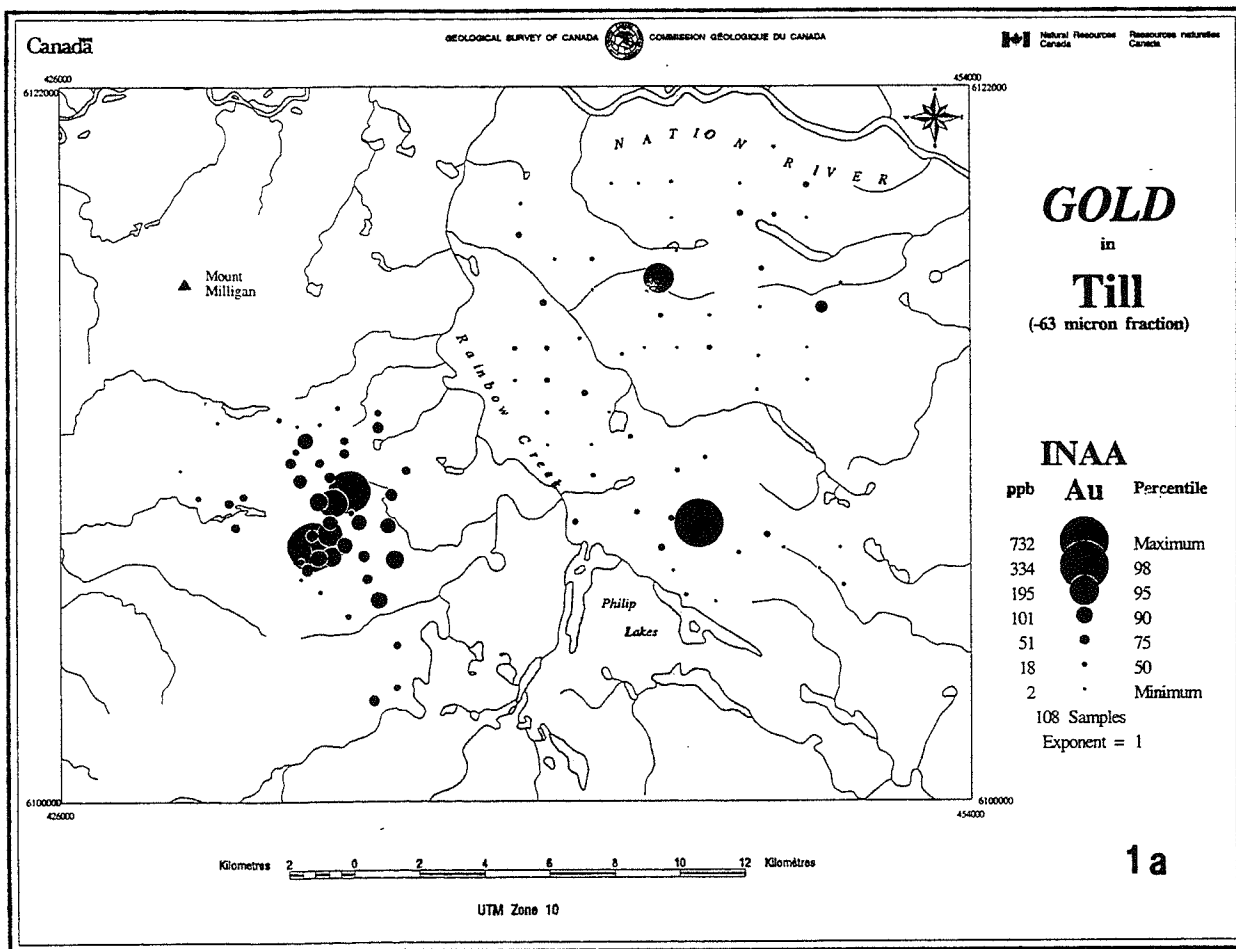 Canada
GEOLOGICAL SURVEY OF CANADA COMMISSION GÉOLOGIQUE DU CANADA
Natural Resources Ressources naturelles
Canada Canada
426000 454000
6122000 6122000
NATION RIVER
Mount
Milligan
Rainbow Creek
Philip
Lakes
6100000 6100000
426000 454000
GOLD
in
Till
(-63 micron fraction)
INAA
ppb Au Percentile
732 Maximum
334 98
195 95
101 90
51 75
18 50
2 Minimum
108 Samples
Exponent = 1
Kilometres 2 0 2 4 6 8 10 12 Kilomètres
UTM Zone 10
1a